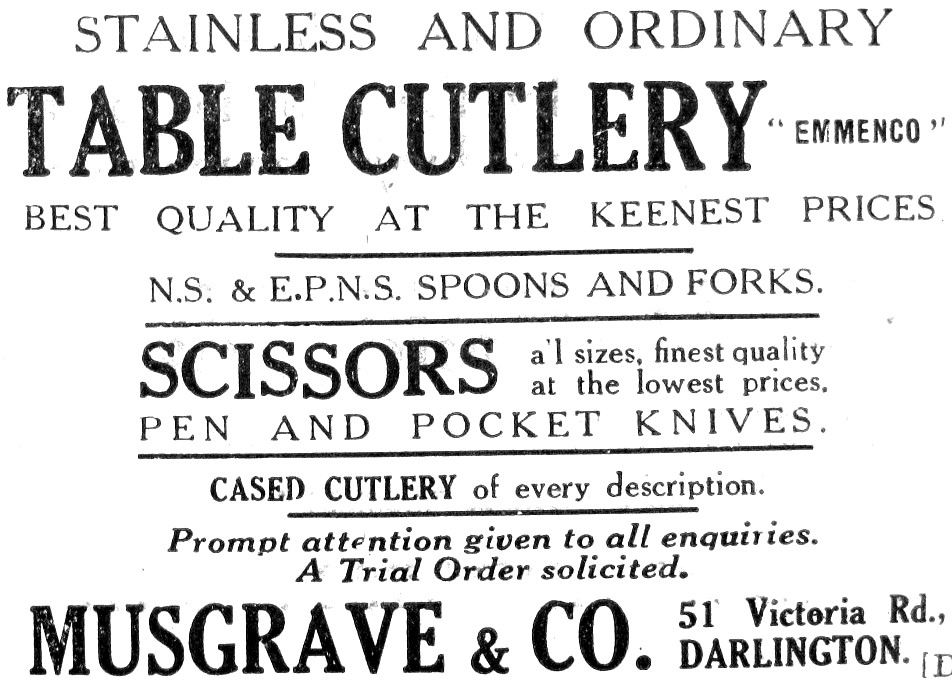 STAINLESS AND ORDINARY
TABLE CUTLERY "EMMENCO"
BEST QUALITY AT THE KEENEST PRICES
N.S. & E.P.N.S. SPOONS AND FORKS.
SCISSORS a'l sizes, finest quality
at the lowest prices.
PEN AND POCKET KNIVES.
CASED CUTLERY of every description.
Prompt attention given to all enquiries.
A Trial Order solicited.
MUSGRAVE & CO. 51 Victoria Rd.,
DARLINGTON. [D